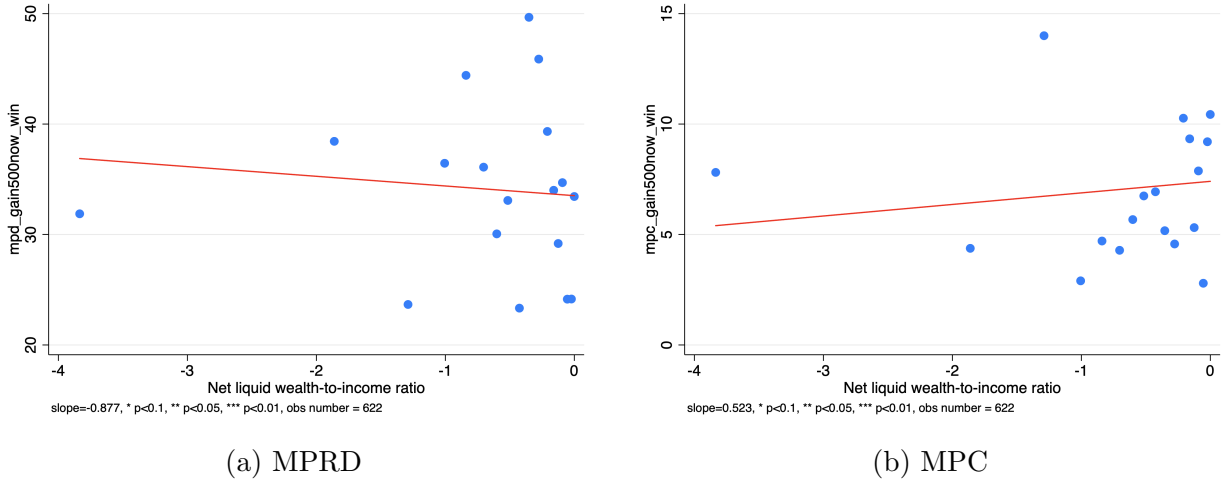 mpd_gain500now_win
50
40
30
20
-4 -3 -2 -1 0
Net liquid wealth-to-income ratio
slope=-0.877, * p<0.1, ** p<0.05, *** p<0.01, obs number = 622
(a) MPRD
mpc_gain500now_win
15
10
5
0
-4 -3 -2 -1 0
Net liquid wealth-to-income ratio
slope=0.523, * p<0.1, ** p<0.05, *** p<0.01, obs number = 622
(b) MPC